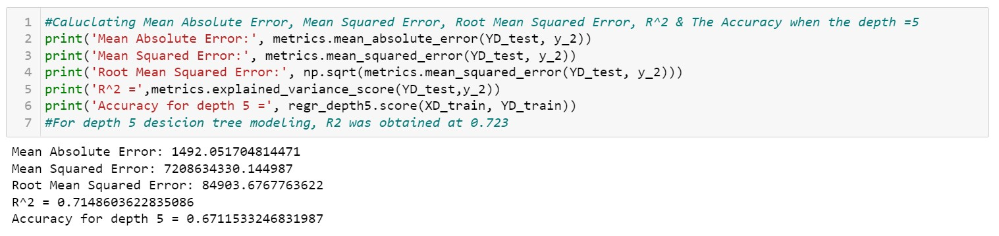 1 #Caluclating Mean Absolute Error, Mean Squared Error, Root Mean Squared Error, R^2 & The Accuracy when the depth =5
2 print('Mean Absolute Error:', metrics.mean_absolute_error(YD_test, y_2))
3 print('Mean Squared Error:', metrics.mean_squared_error(YD_test, y_2))
4 print('Root Mean Squared Error:', np.sqrt(metrics.mean_squared_error(YD_test, y_2)))
5 print('R^2 =',metrics.explained_variance_score(YD_test,y_2))
6 print('Accuracy for depth 5 =', regr_depth5.score(XD_train, YD_train))
7 #For depth 5 desicion tree modeling, R2 was obtained at 0.723
Mean Absolute Error: 1492.051704814471
Mean Squared Error: 7208634330.144987
Root Mean Squared Error: 84903.6767763622
R^2 = 0.7148603622835086
Accuracy for depth 5 = 0.6711533246831987